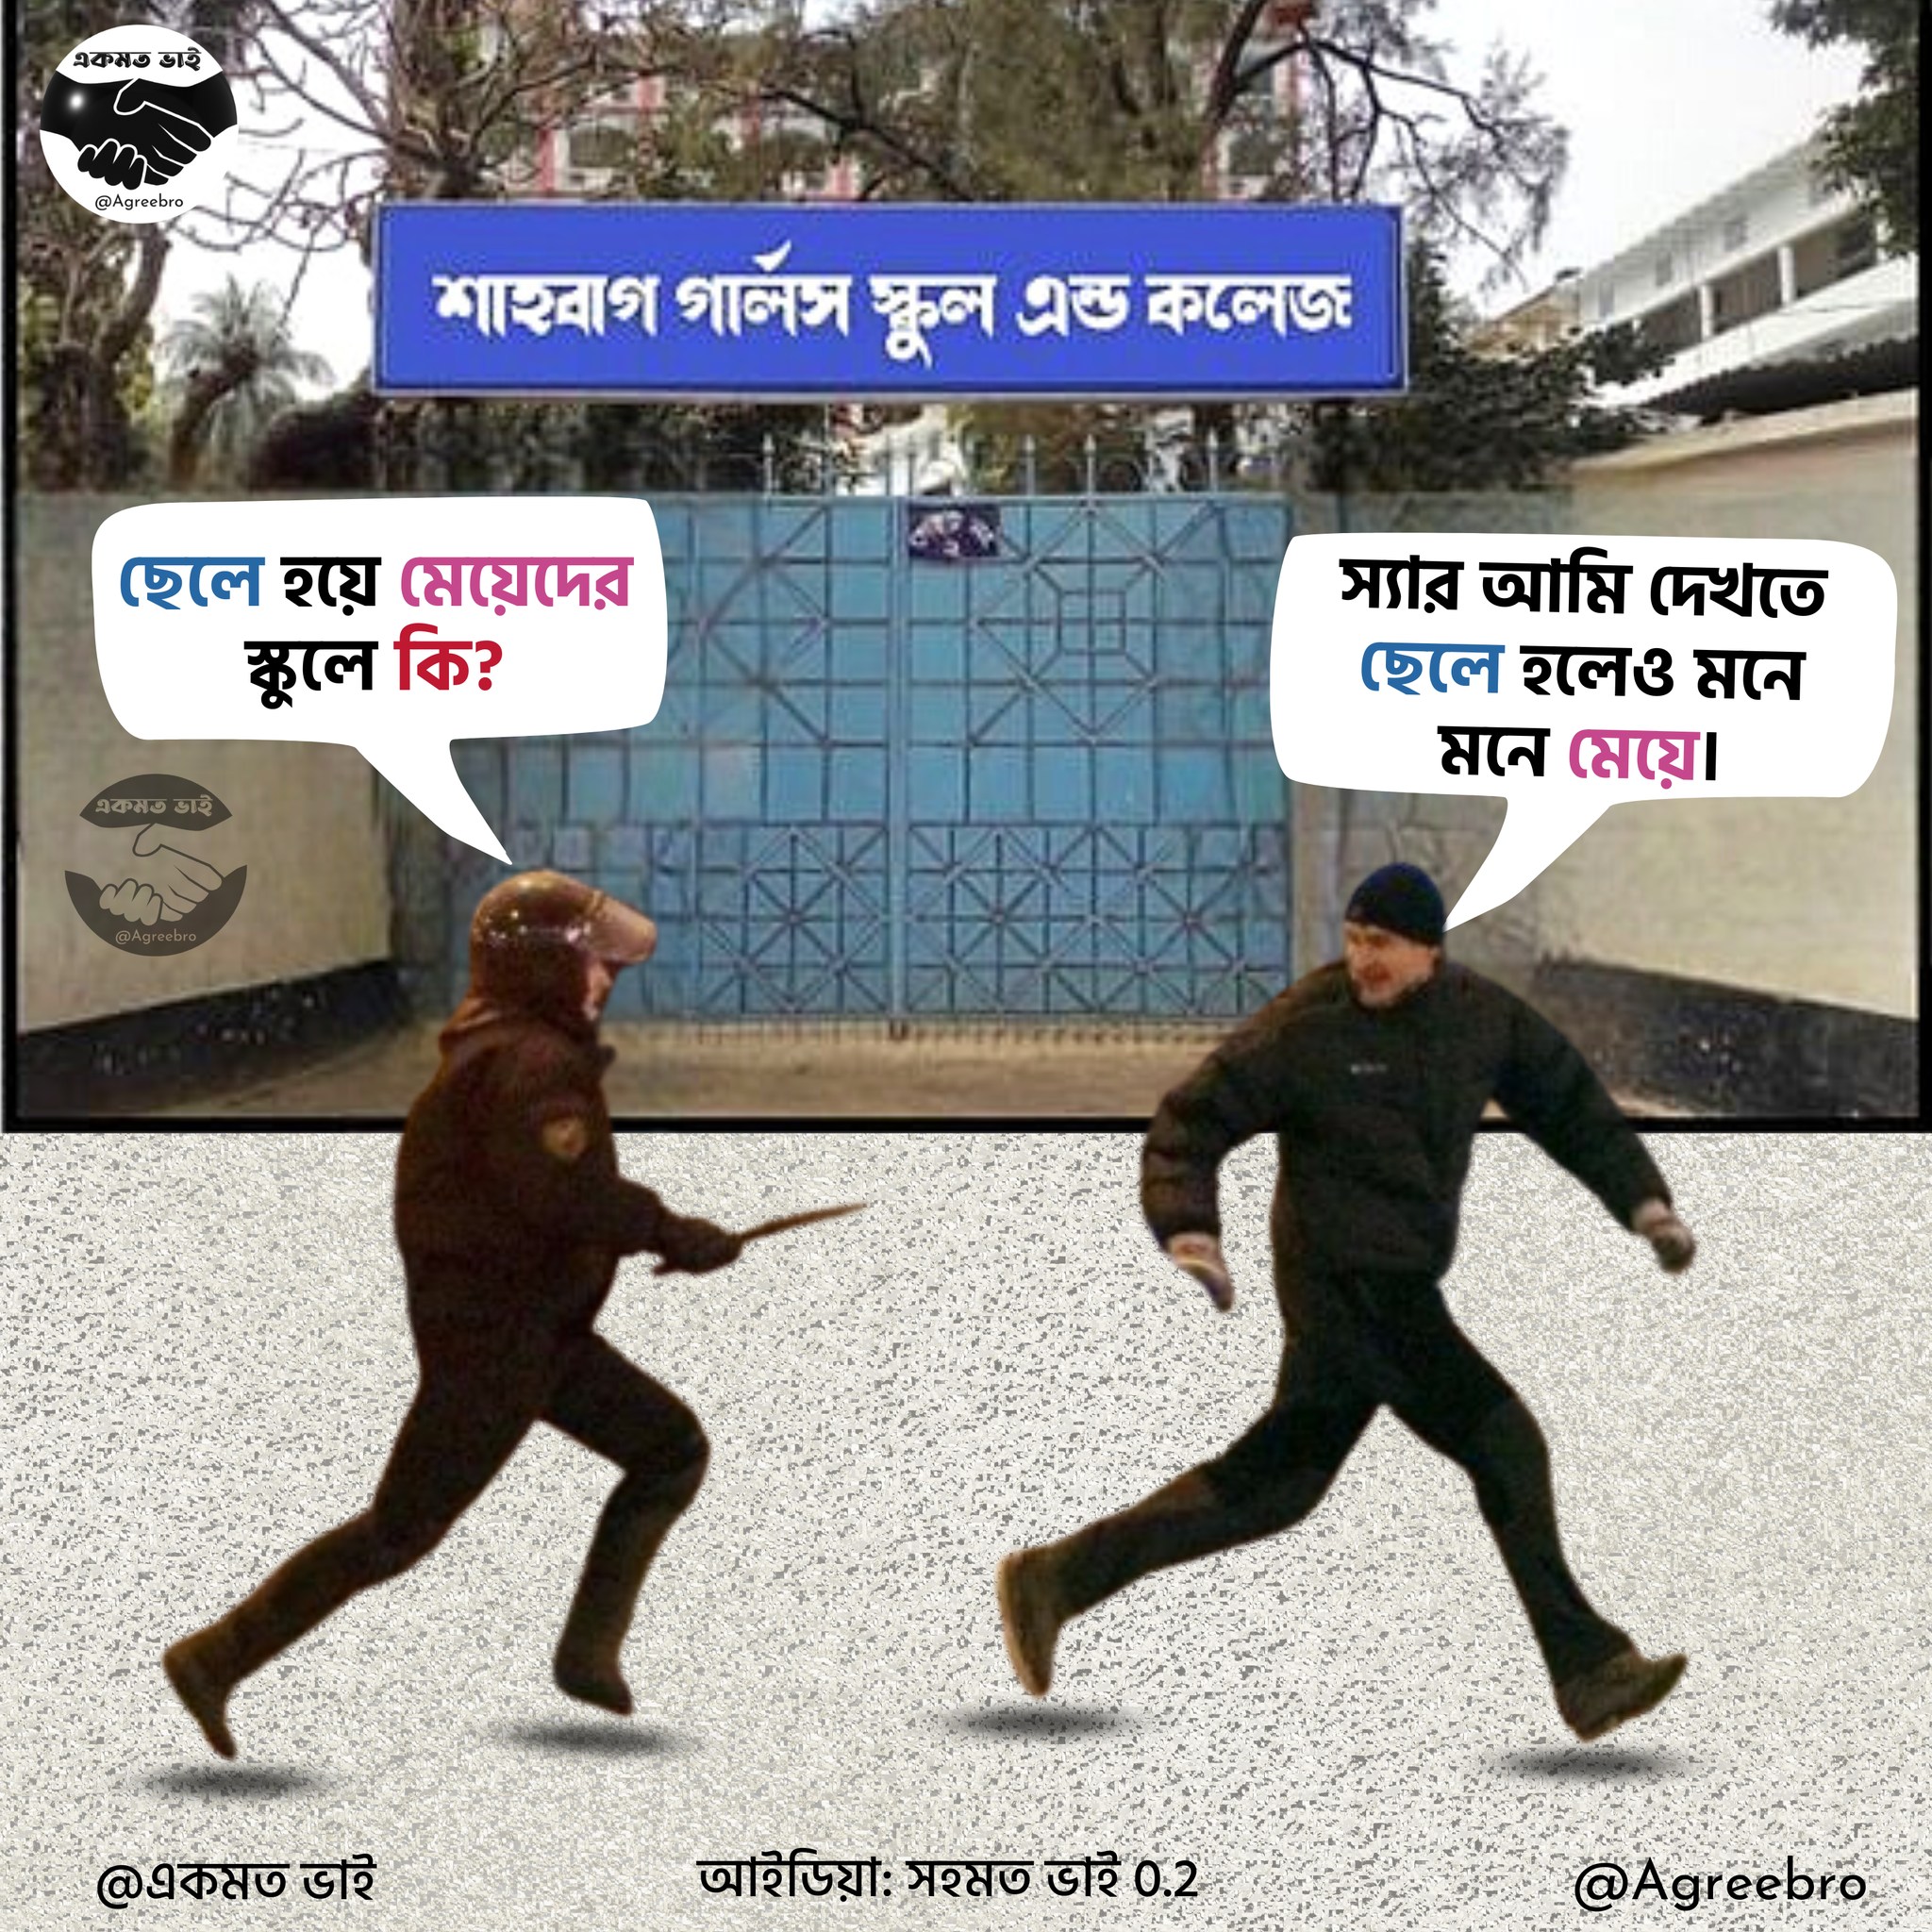 একমত ভাই
@Agreebro
শাহবাগ গার্লস স্কুল এন্ড কলেজ
ছেলে হয়ে মেয়েদের
স্কুলে কি?
স্যার আমি দেখতে
ছেলে হলেও মনে
মনে মেয়ে।
একমত ভাই
@Agreebro
@একমত ভাই
আইডিয়া: সহমত ভাই 0.2
@Agreebro